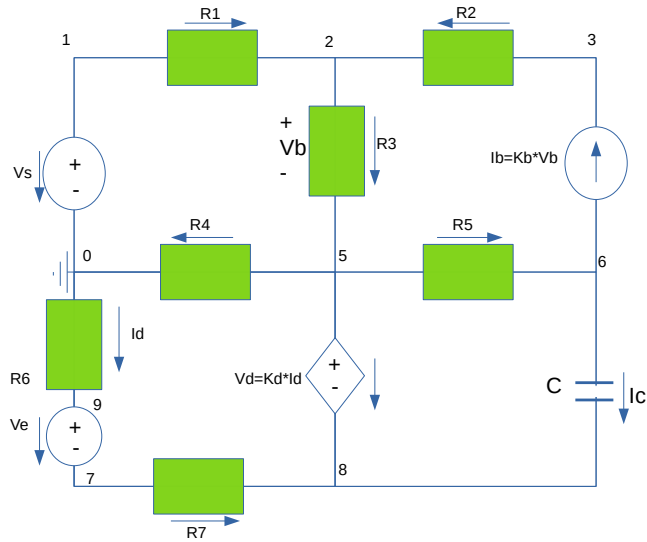 R1
R2
1
2
3
+
Vb
-
R3
Ib=Kb*Vb
Vs
+
-
R4
R5
0
5
6
Id
R6
Vd=Kd*Id
+
-
C
Ic
9
Ve
+
-
7
8
R7